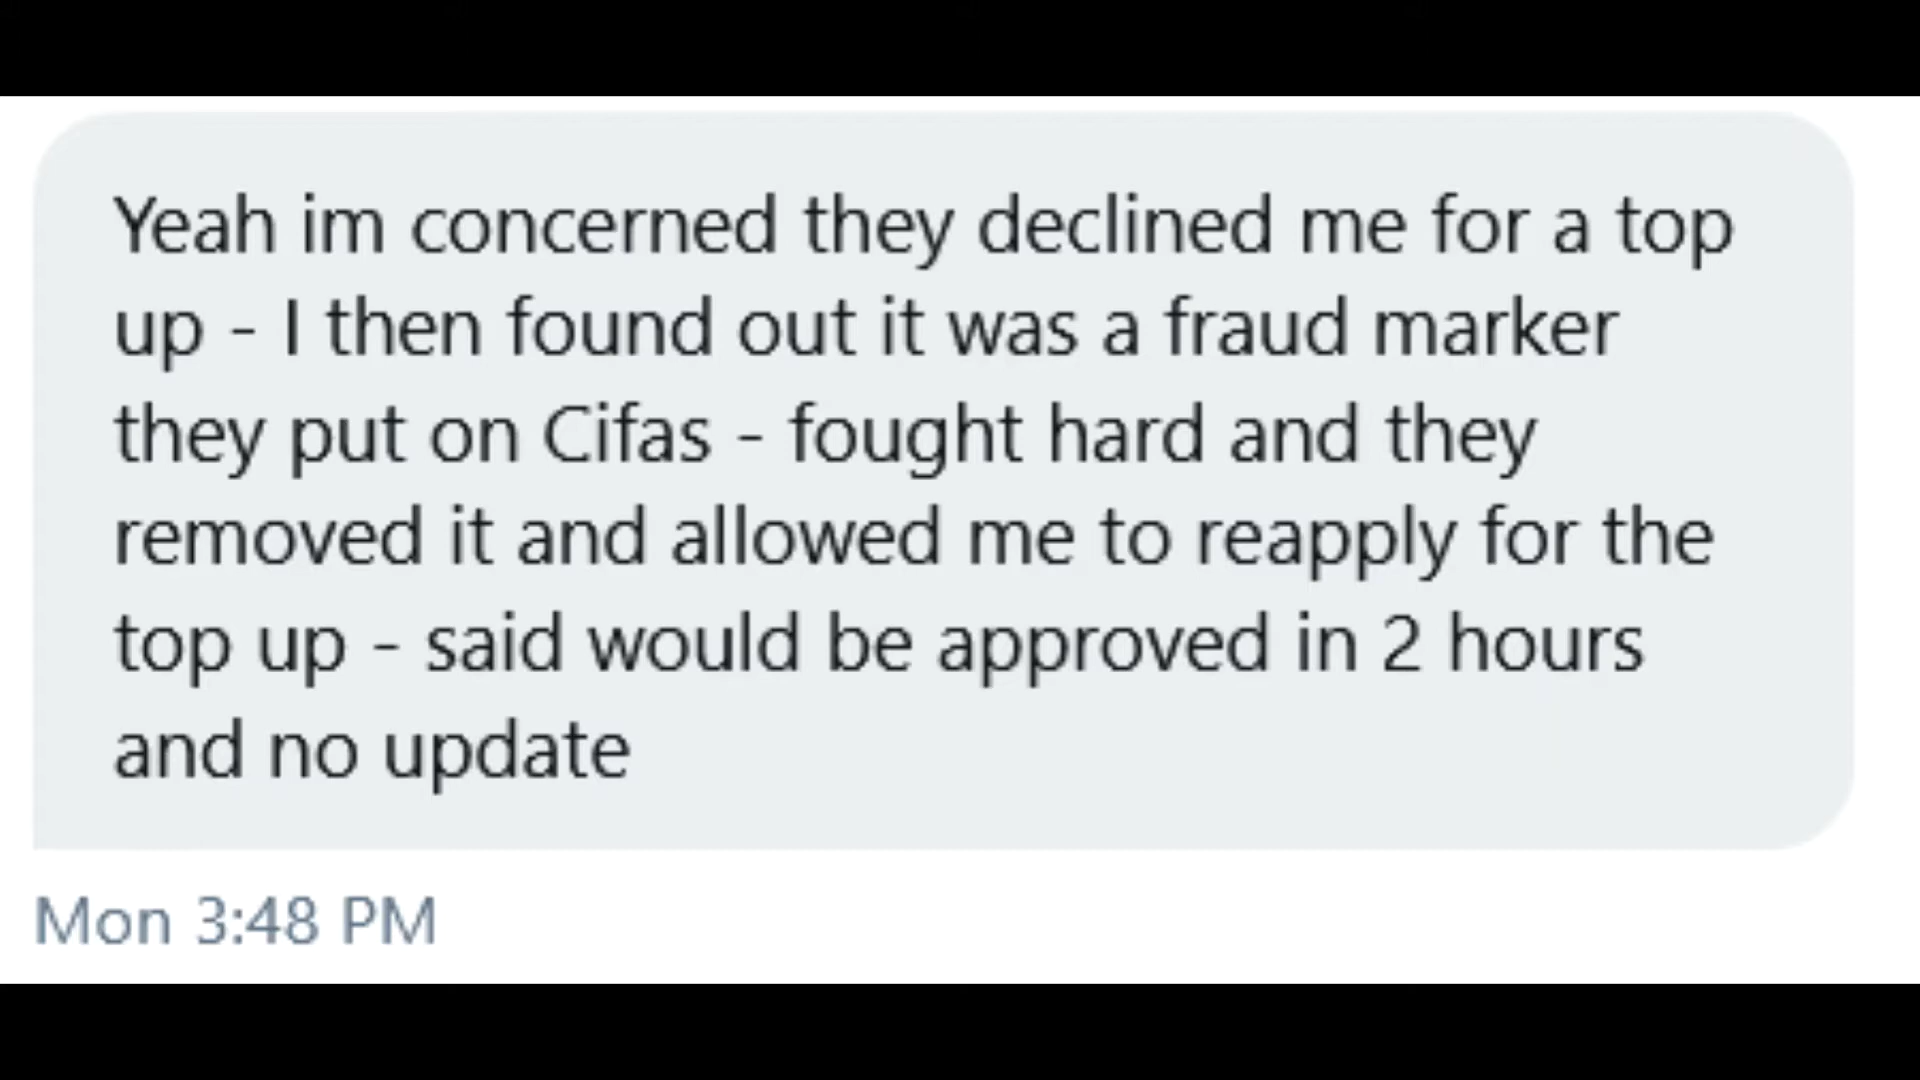 Yeah im concerned they declined me for a top
up - I then found out it was a fraud marker
they put on Cifas - fought hard and they
removed it and allowed me to reapply for the
top up - said would be approved in 2 hours
and no update
Mon 3:48 PM